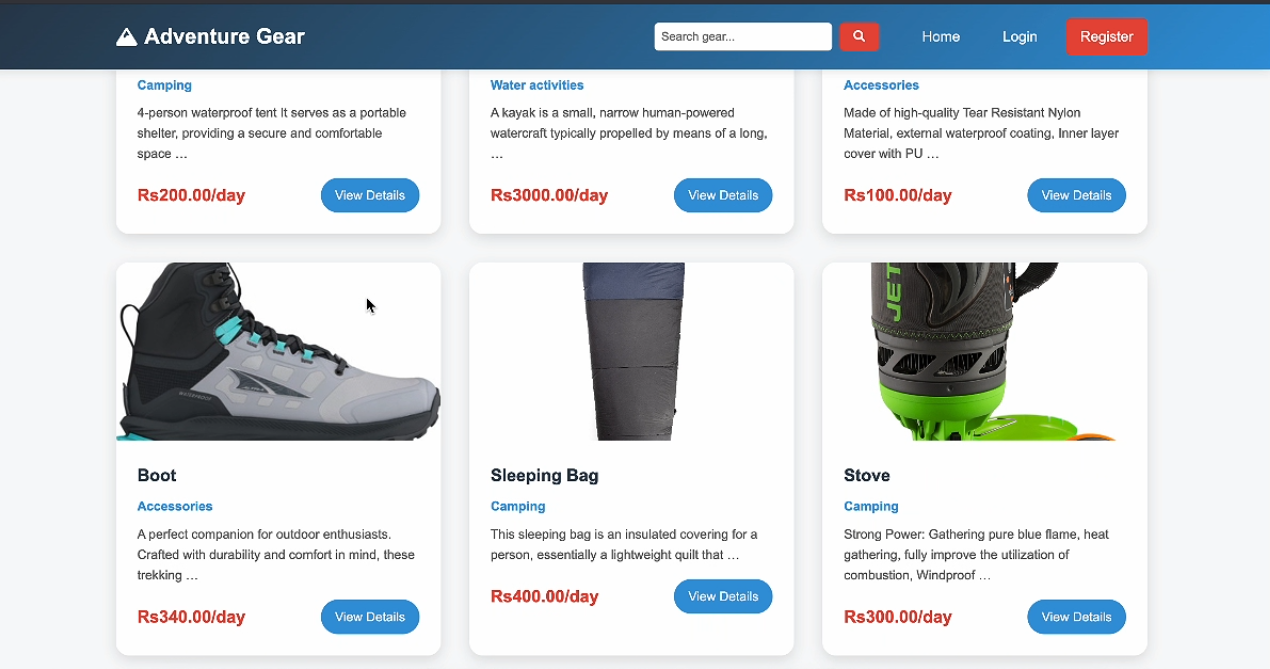 Adventure Gear
Search gear...
Home
Login
Register
Camping
4-person waterproof tent It serves as a portable
shelter, providing a secure and comfortable
space ...
Rs200.00/day
View Details
Water activities
A kayak is a small, narrow human-powered
watercraft typically propelled by means of a long,
...
Rs3000.00/day
View Details
Accessories
Made of high-quality Tear Resistant Nylon
Material, external waterproof coating, Inner layer
cover with PU ...
Rs100.00/day
View Details
Boot
Accessories
A perfect companion for outdoor enthusiasts.
Crafted with durability and comfort in mind, these
trekking ...
Rs340.00/day
View Details
Sleeping Bag
Camping
This sleeping bag is an insulated covering for a
person, essentially a lightweight quilt that ...
Rs400.00/day
View Details
JET
Stove
Camping
Strong Power: Gathering pure blue flame, heat
gathering, fully improve the utilization of
combustion, Windproof ...
Rs300.00/day
View Details